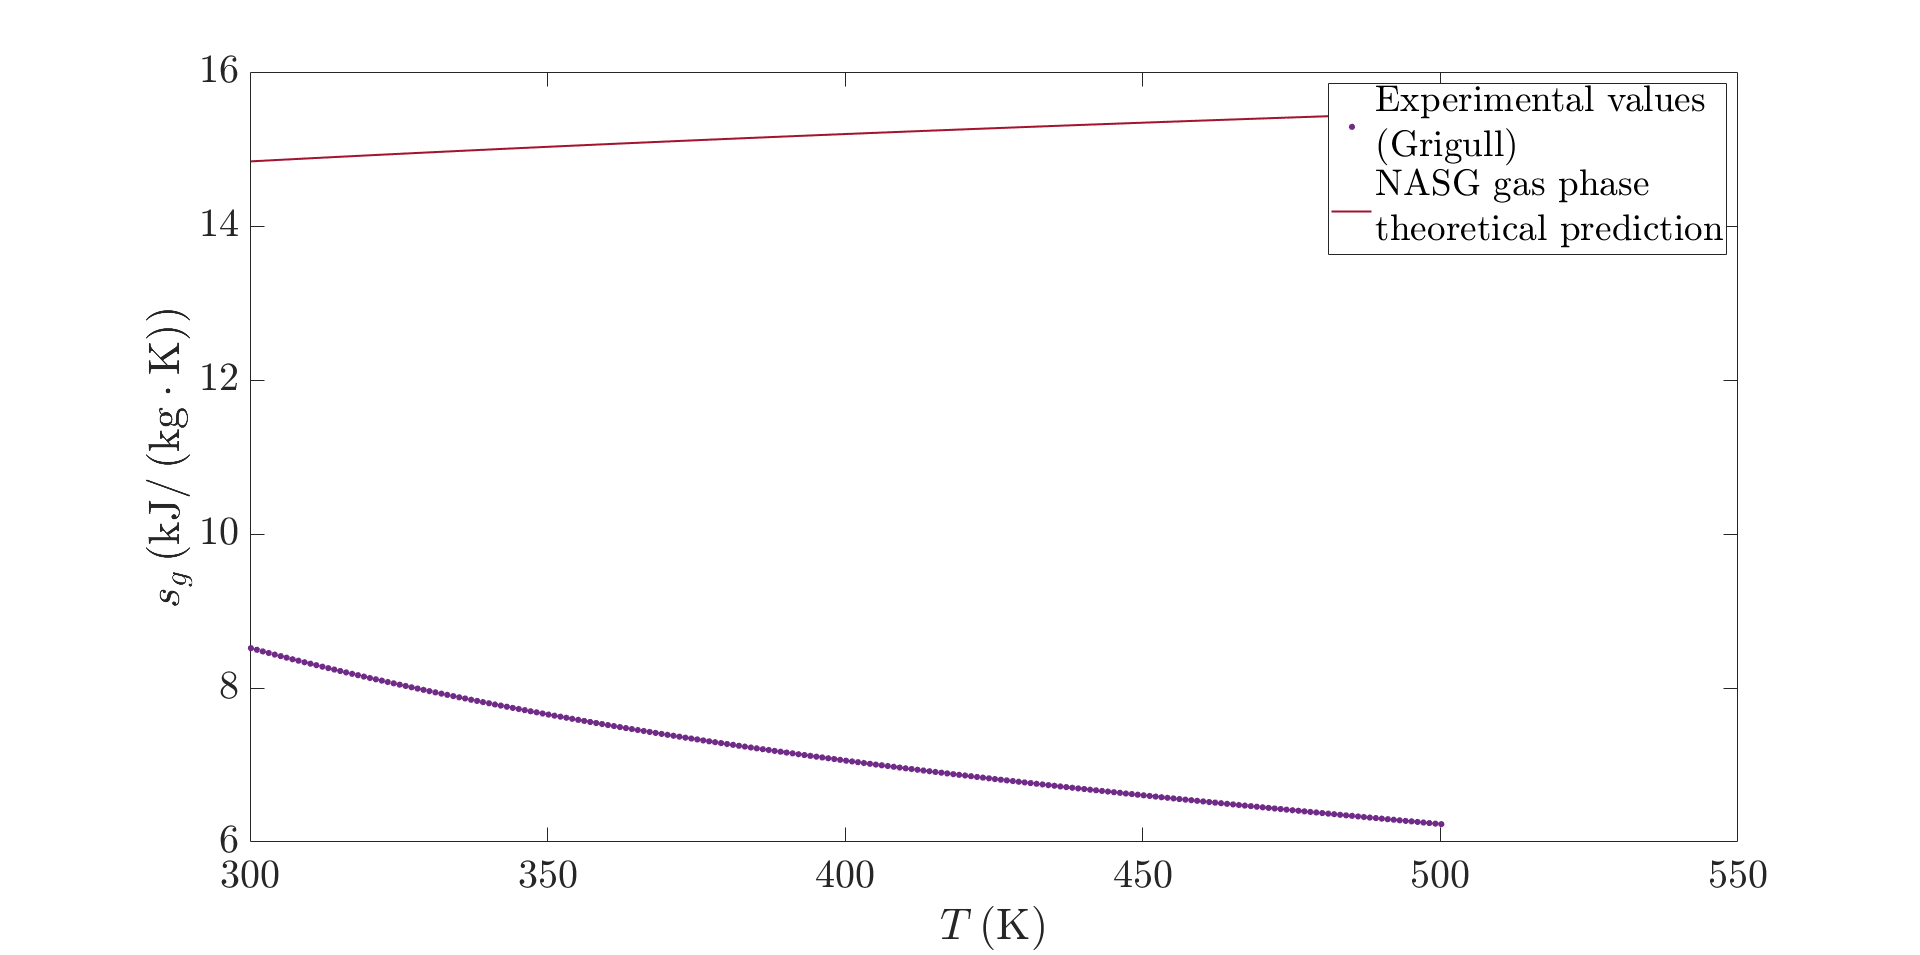 16
14
12
10
8
6
300 350 400 450 500 550
T (K)
s_g (kJ/ (kg · K))
Experimental values
(Grigull)
NASG gas phase
theoretical prediction